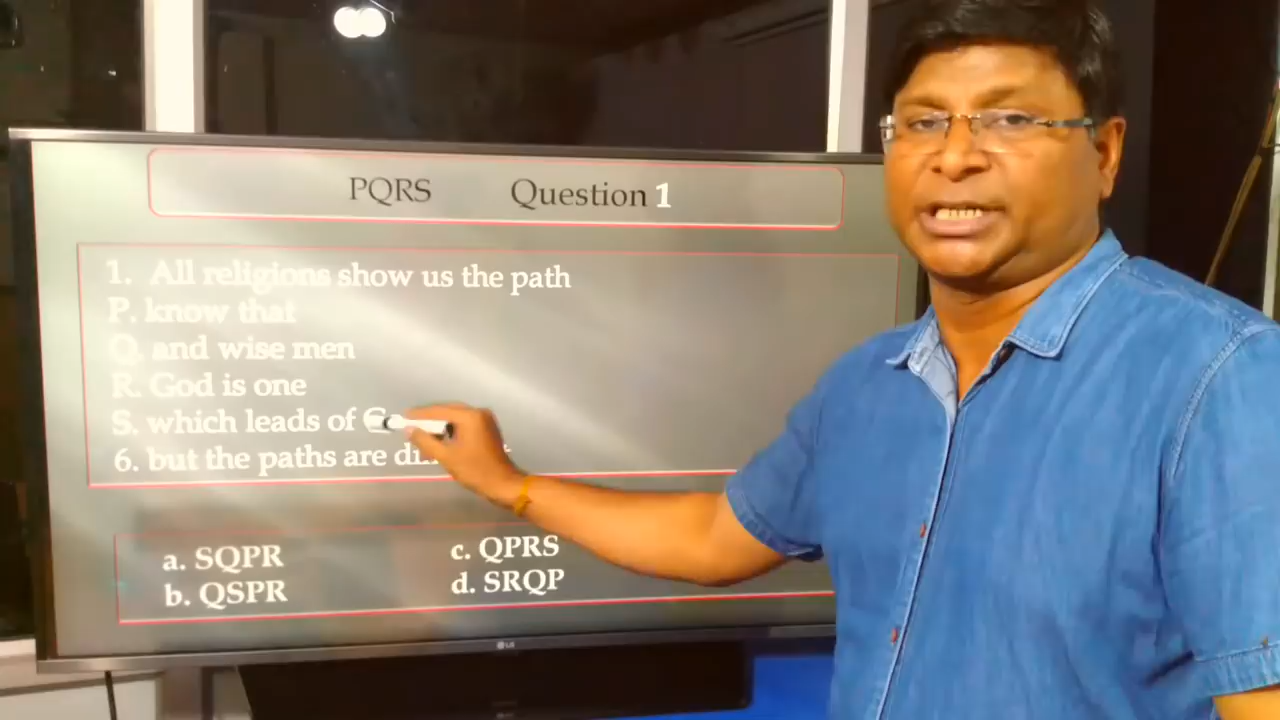 PQRS Question 1
1. All religions show us the path
P. know that
Q. and wise men
R. God is one
S. which leads of
6. but the paths are
a. SQPR
b. QSPR
c. QPRS
d. SRQP
LG